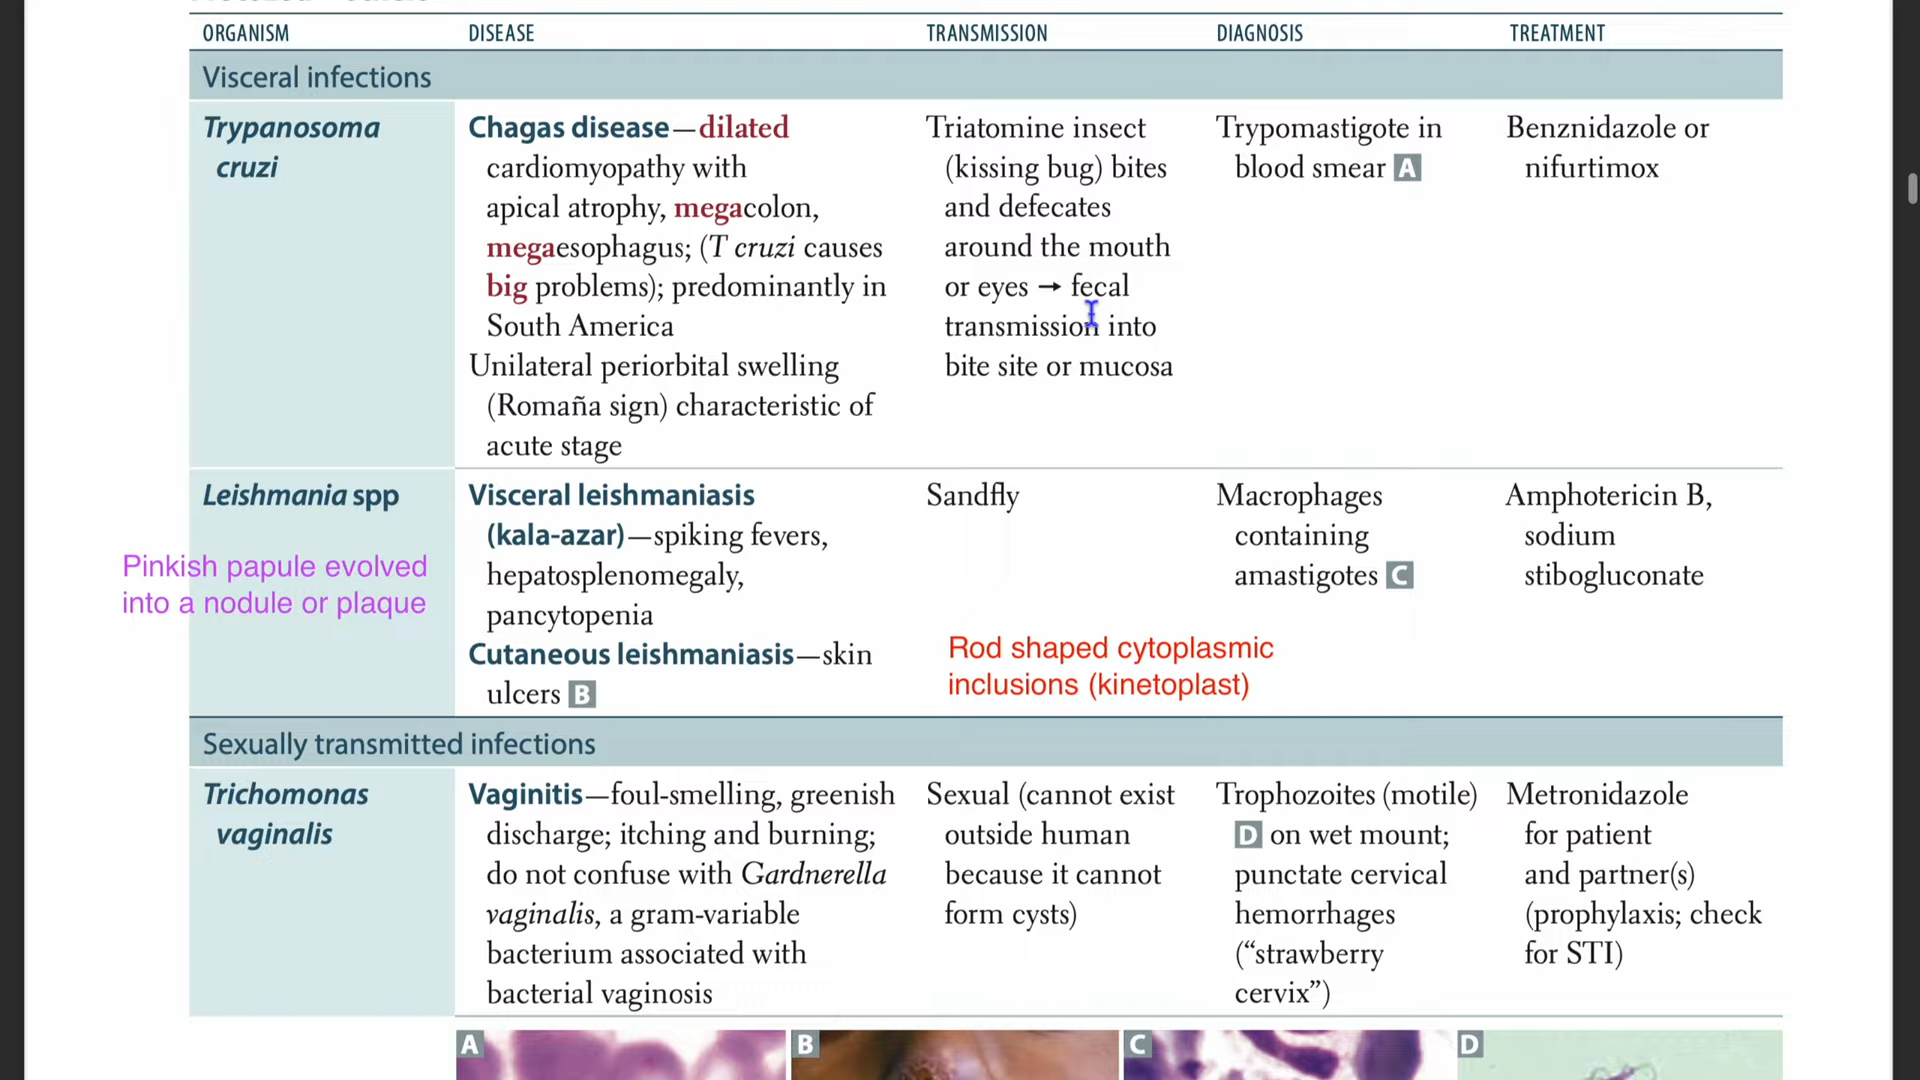 ORGANISM DISEASE TRANSMISSION DIAGNOSIS TREATMENT
Visceral infections
Trypanosoma
cruzi
Chagas disease—dilated
cardiomyopathy with
apical atrophy, megacolon,
megaesophagus; (T cruzi causes
big problems); predominantly in
South America
Unilateral periorbital swelling
(Romaña sign) characteristic of
acute stage
Triatomine insect
(kissing bug) bites
and defecates
around the mouth
or eyes → fecal
transmission into
bite site or mucosa
Trypomastigote in
blood smear A
Benznidazole or
nifurtimox
Leishmania spp
Pinkish papule evolved
into a nodule or plaque
Visceral leishmaniasis
(kala-azar)—spiking fevers,
hepatosplenomegaly,
pancytopenia
Cutaneous leishmaniasis—skin
ulcers B
Sandfly
Rod shaped cytoplasmic
inclusions (kinetoplast)
Macrophages
containing
amastigotes C
Amphotericin B,
sodium
stibogluconate
Sexually transmitted infections
Trichomonas
vaginalis
Vaginitis—foul-smelling, greenish
discharge; itching and burning;
do not confuse with Gardnerella
vaginalis, a gram-variable
bacterium associated with
bacterial vaginosis
Sexual (cannot exist
outside human
because it cannot
form cysts)
Trophozoites (motile)
D on wet mount;
punctate cervical
hemorrhages
(“strawberry
cervix”)
Metronidazole
for patient
and partner(s)
(prophylaxis; check
for STI)
A B C D